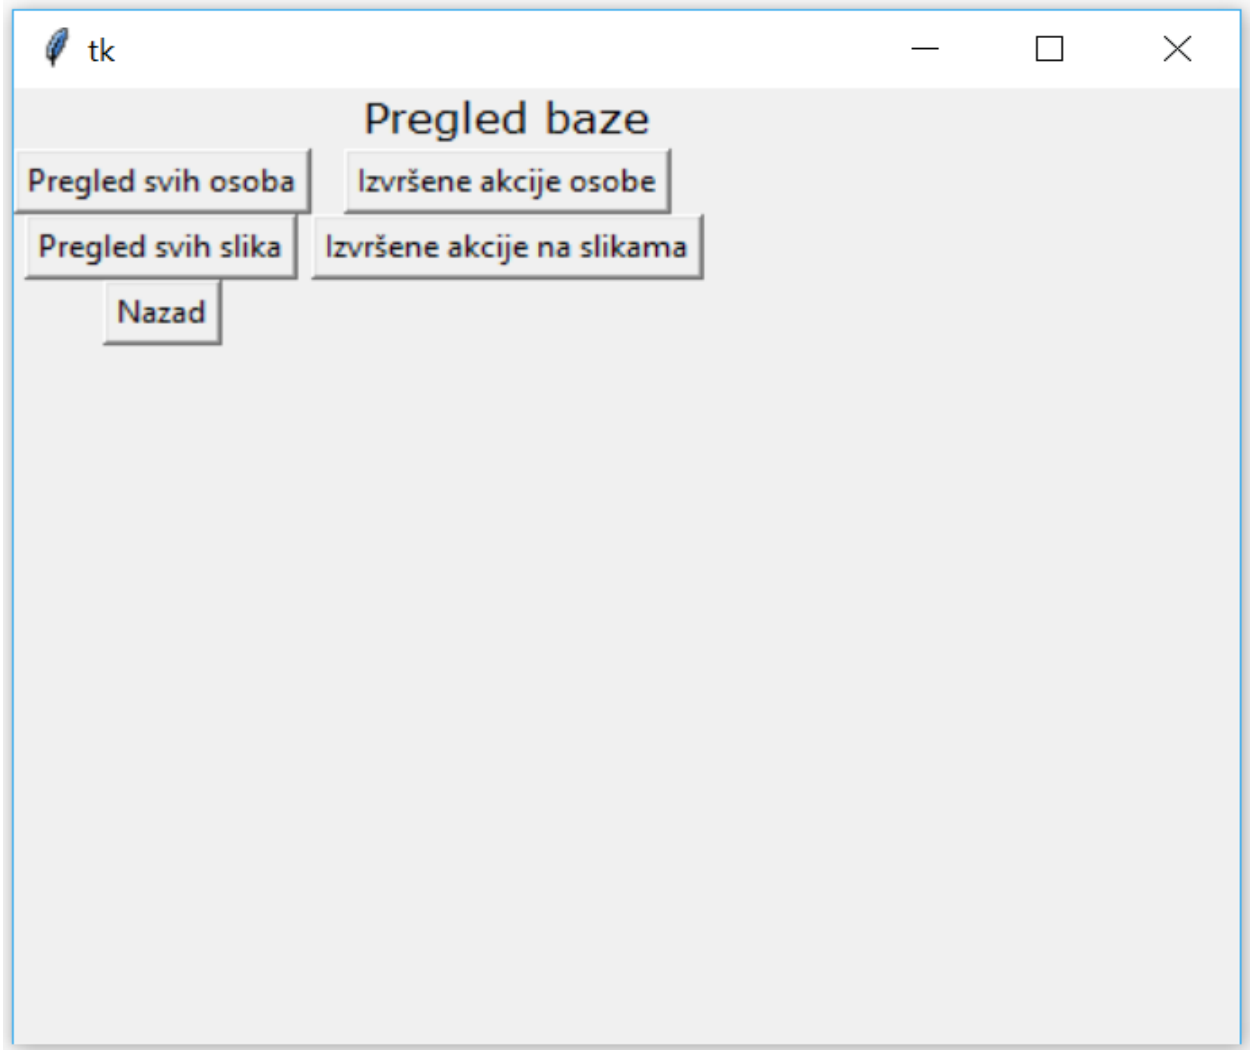 tk
Pregled baze
Pregled svih osoba Izvršene akcije osobe
Pregled svih slika Izvršene akcije na slikama
Nazad